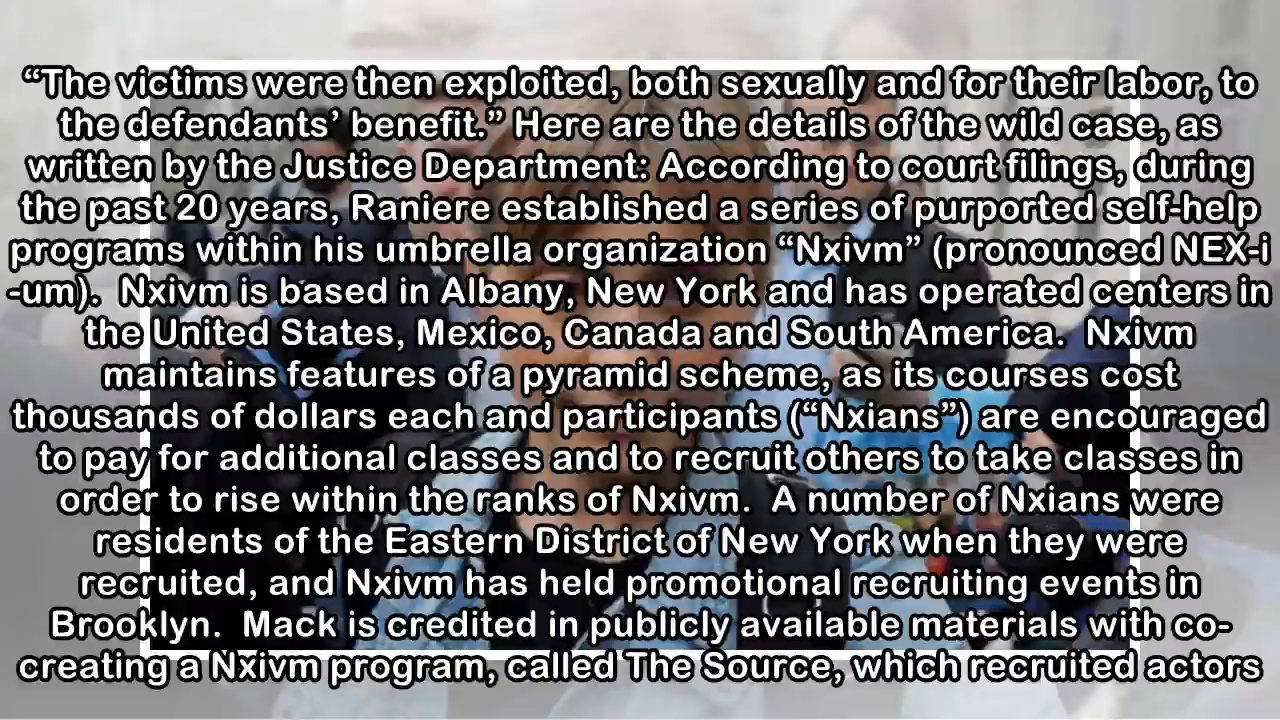 “The victims were then exploited, both sexually and for their labor, to
the defendants’ benefit.” Here are the details of the wild case, as
written by the Justice Department: According to court filings, during
the past 20 years, Raniere established a series of purported self-help
programs within his umbrella organization “Nxivm” (pronounced NEX-i
-um).  Nxivm is based in Albany, New York and has operated centers in
the United States, Mexico, Canada and South America.  Nxivm
maintains features of a pyramid scheme, as its courses cost
thousands of dollars each and participants (“Nxians”) are encouraged
to pay for additional classes and to recruit others to take classes in
order to rise within the ranks of Nxivm.  A number of Nxians were
residents of the Eastern District of New York when they were
recruited, and Nxivm has held promotional recruiting events in
Brooklyn.  Mack is credited in publicly available materials with co-
creating a Nxivm program, called The Source, which recruited actors